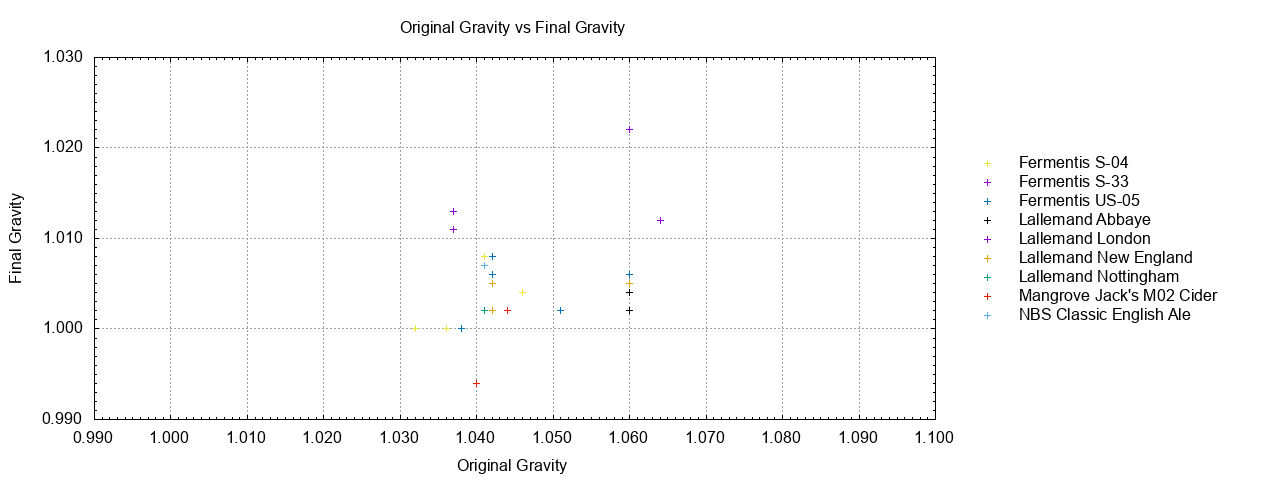 Original Gravity vs Final Gravity
1.030
1.020
1.010
1.000
0.990
Final Gravity
0.990 1.000 1.010 1.020 1.030 1.040 1.050 1.060 1.070 1.080 1.090 1.100
Original Gravity
Fermentis S-04
Fermentis S-33
Fermentis US-05
Lallemand Abbaye
Lallemand London
Lallemand New England
Lallemand Nottingham
Mangrove Jack's M02 Cider
NBS Classic English Ale